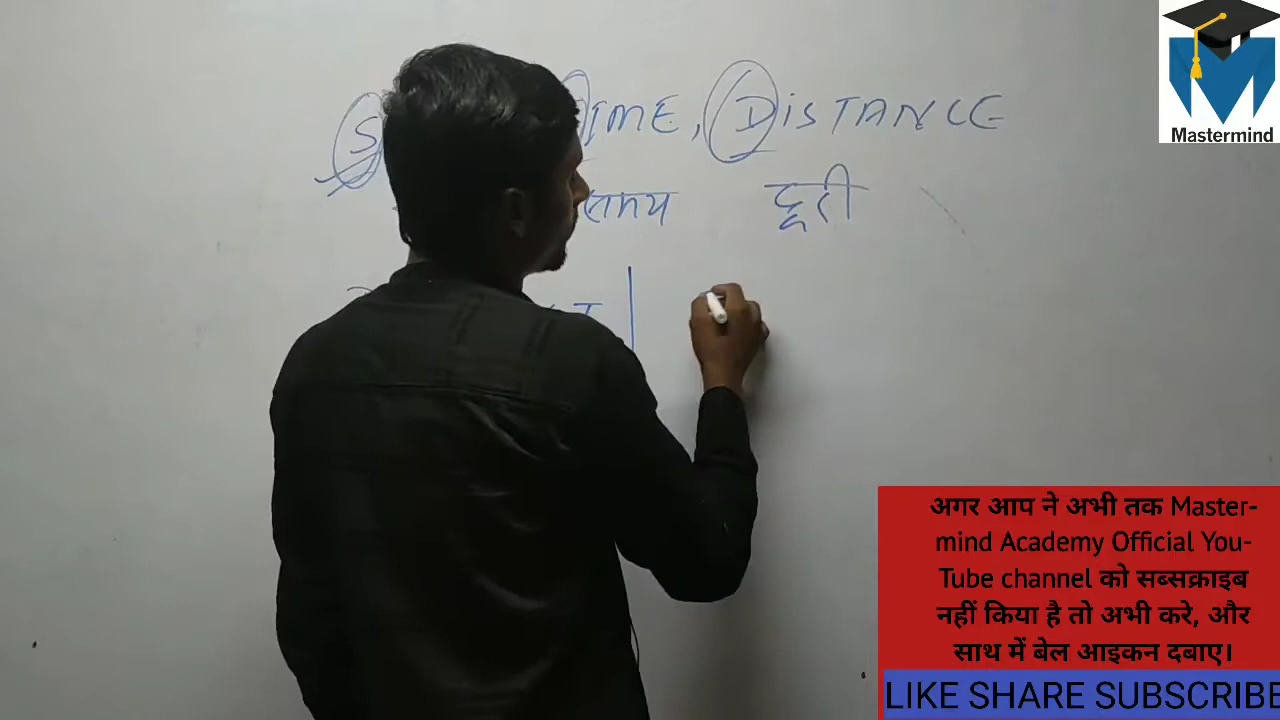 S TIME, DISTANCE
समय दूरी
T
Mastermind
अगर आप ने अभी तक Master-
mind Academy Official You-
Tube channel को सब्सक्राइब
नहीं किया है तो अभी करे, और
साथ में बेल आइकन दबाए।
LIKE SHARE SUBSCRIBE